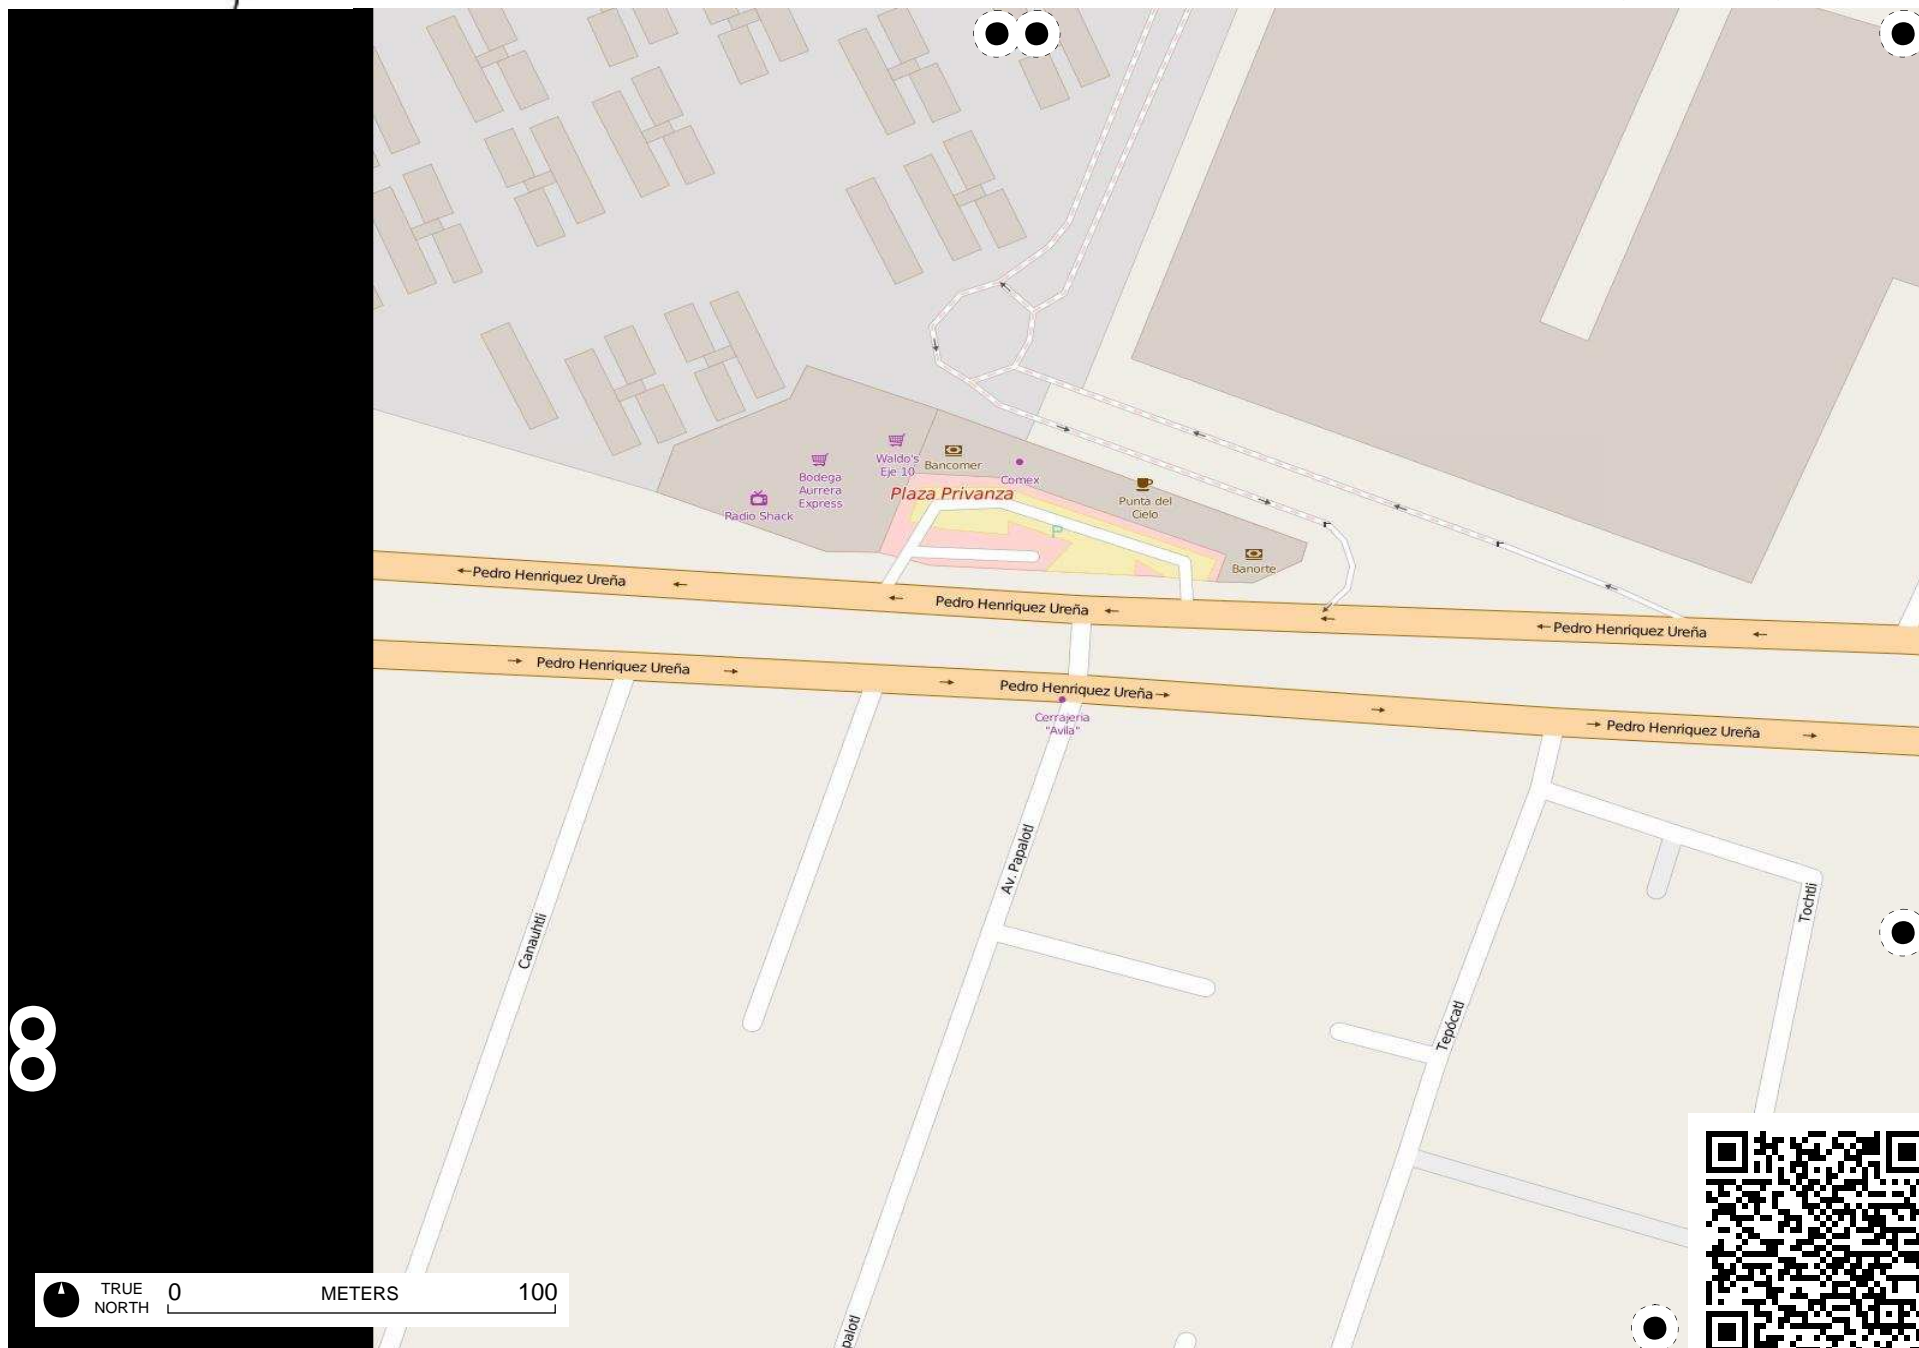 Waldo's
Eje 10
Bancomer
Bodega
Aurrera
Express
Comex
Plaza Privanza
Radio Shack
Punta del
Cielo
P
Banorte
Pedro Henriquez Ureña
Pedro Henriquez Ureña
Pedro Henriquez Ureña
Pedro Henriquez Ureña
Pedro Henriquez Ureña
Pedro Henriquez Ureña
Cerrajeria
"Avila"
Av. Papalotl
Canauhtli
Tochtli
Tepócatl
palotl
TRUE
NORTH
0 METERS 100